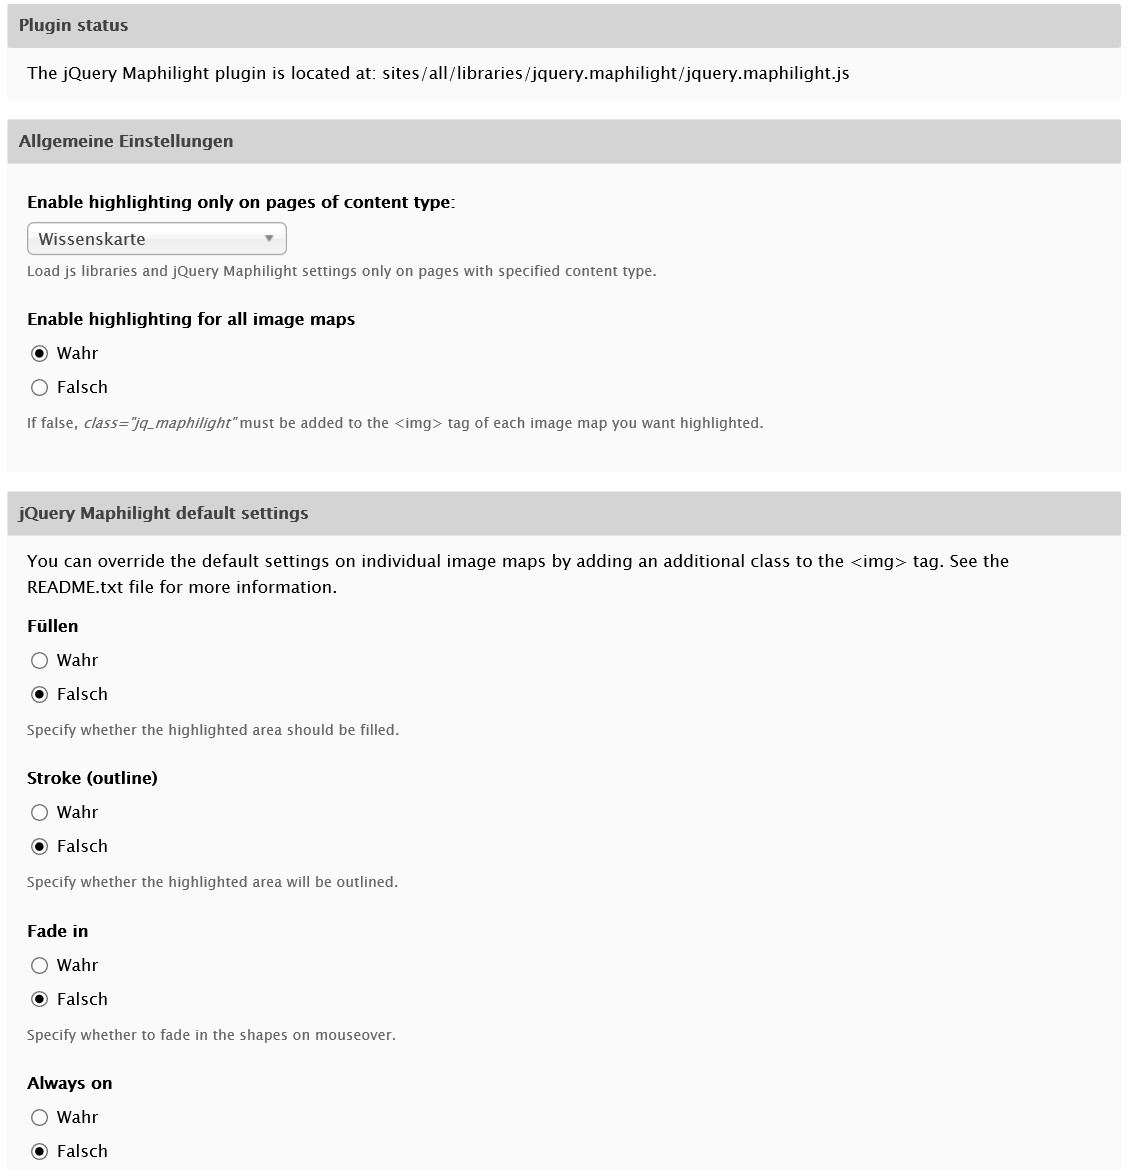 Plugin status
The jQuery Maphilight plugin is located at: sites/all/libraries/jquery.maphilight/jquery.maphilight.js
Allgemeine Einstellungen
Enable highlighting only on pages of content type:
Wissenskarte
Load js libraries and jQuery Maphilight settings only on pages with specified content type.
Enable highlighting for all image maps
Wahr
Falsch
If false, class="jq_maphilight" must be added to the <img> tag of each image map you want highlighted.
jQuery Maphilight default settings
You can override the default settings on individual image maps by adding an additional class to the <img> tag. See the
README.txt file for more information.
Füllen
Wahr
Falsch
Specify whether the highlighted area should be filled.
Stroke (outline)
Wahr
Falsch
Specify whether the highlighted area will be outlined.
Fade in
Wahr
Falsch
Specify whether to fade in the shapes on mouseover.
Always on
Wahr
Falsch